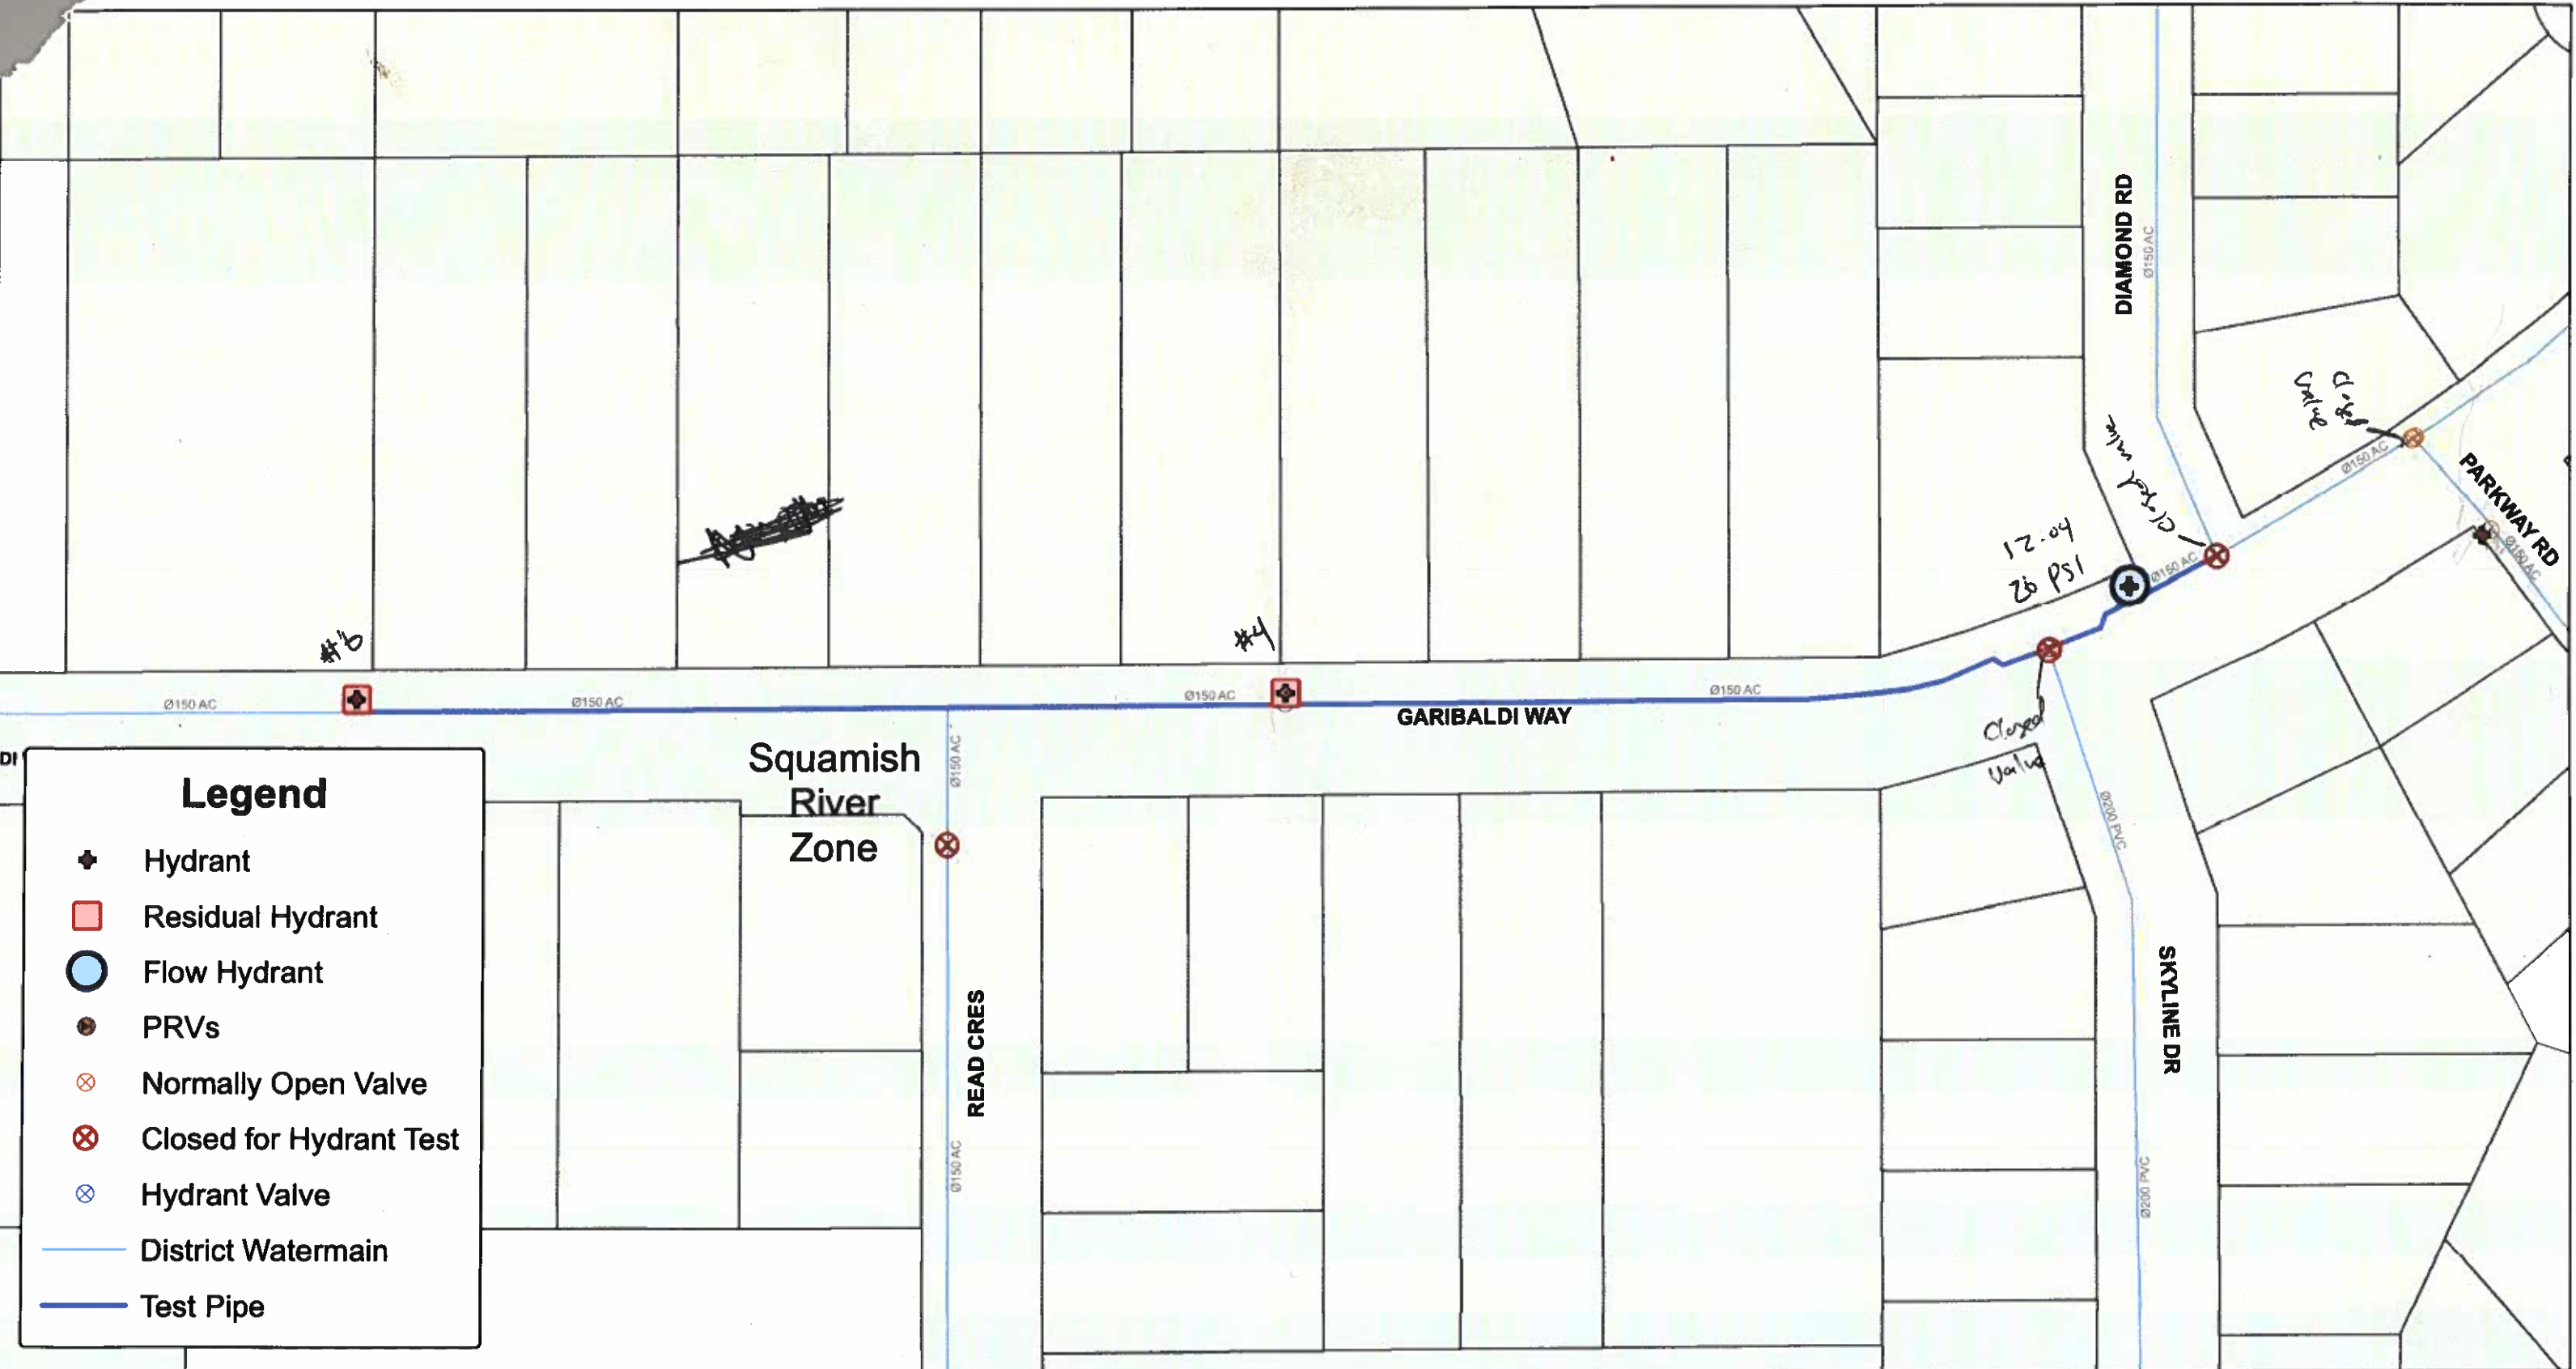 DIAMOND RD
Ø150 AC
Closed
Valve
Closed valve
Ø150 AC
PARKWAY RD
Ø150 AC
12.04
20 PSI
Ø150 AC
#4
Ø150 AC
Ø150 AC
Ø150 AC
Ø150 AC
GARIBALDI WAY
Closed
Valve
DI
Squamish
River
Zone
Ø150 AC
Ø200 PVC
READ CRES
Ø150 AC
SKYLINE DR
Ø200 PVC
Legend
Hydrant
Residual Hydrant
Flow Hydrant
PRVs
Normally Open Valve
Closed for Hydrant Test
Hydrant Valve
District Watermain
Test Pipe